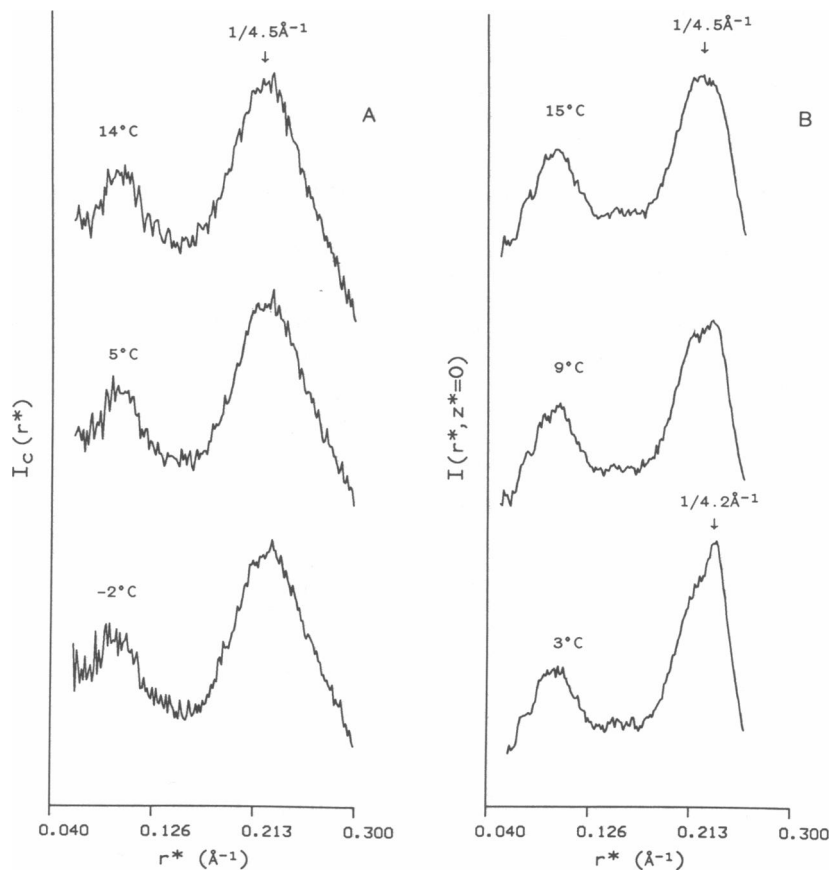 1/4.5Å⁻¹
↓
A
14°C
5°C
-2°C
I_C(r*)
0.040 0.126 0.213 0.300
r* (Å⁻¹)
1/4.5Å⁻¹
↓
B
15°C
9°C
1/4.2Å⁻¹
↓
3°C
I(r*,z*=0)
0.040 0.126 0.213 0.300
r* (Å⁻¹)